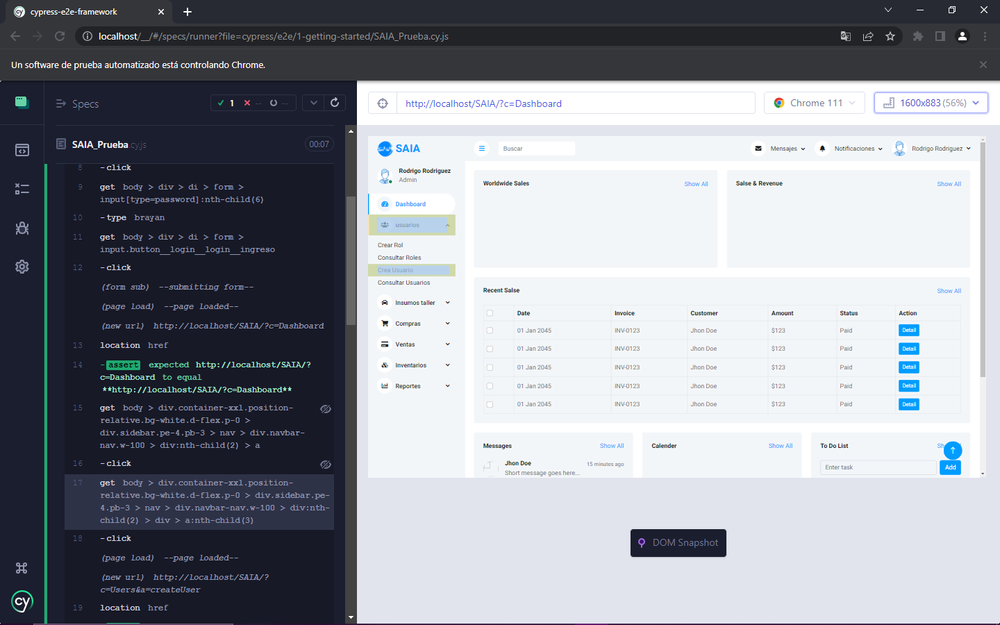 cypress-e2e-framework
localhost/__/#/specs/runner?file=cypress/e2e/1-getting-started/SAIA_Prueba.cy.js
Un software de prueba automatizado está controlando Chrome.
Specs
1 -- --
SAIA_Prueba.cy.js
00:07
8 -click
9 get body > div > di > form >
input[type=password]:nth-child(6)
10 -type brayan
11 get body > div > di > form >
input.button__login__login__ingreso
12 -click
(form sub) --submitting form--
(page load) --page loaded--
(new url) http://localhost/SAIA/?c=Dashboard
13 location href
14 -assert expected http://localhost/SAIA/?
c=Dashboard to equal
**http://localhost/SAIA/?c=Dashboard**
15 get body > div.container-xxl.position-
relative.bg-white.d-flex.p-0 >
div.sidebar.pe-4.pb-3 > nav > div.navbar-
nav.w-100 > div:nth-child(2) > a
16 -click
17 get body > div.container-xxl.position-
relative.bg-white.d-flex.p-0 > div.sidebar.pe-
4.pb-3 > nav > div.navbar-nav.w-100 > div:nth-
child(2) > div > a:nth-child(3)
18 -click
(page load) --page loaded--
(new url) http://localhost/SAIA/?
c=Users&a=createUser
19 location href
cy
http://localhost/SAIA/?c=Dashboard
Chrome 111
1600x883 (56%)
SAIA
Buscar
Mensajes
Notificaciones
Rodrigo Rodriguez
Rodrigo Rodriguez
Admin
Dashboard
usuarios
Crear Rol
Consultar Roles
Crea Usuario
Consultar Usuarios
Insumos taller
Compras
Ventas
Inventarios
Reportes
Worldwide Sales
Show All
Salse & Revenue
Show All
Recent Salse
Show All
Date Invoice Customer Amount Status Action
01 Jan 2045 INV-0123 Jhon Doe $123 Paid Detail
01 Jan 2045 INV-0123 Jhon Doe $123 Paid Detail
01 Jan 2045 INV-0123 Jhon Doe $123 Paid Detail
01 Jan 2045 INV-0123 Jhon Doe $123 Paid Detail
01 Jan 2045 INV-0123 Jhon Doe $123 Paid Detail
Messages
Show All
Jhon Doe
15 minutes ago
Short message goes here...
Calender
Show All
To Do List
Enter task
Add
DOM Snapshot